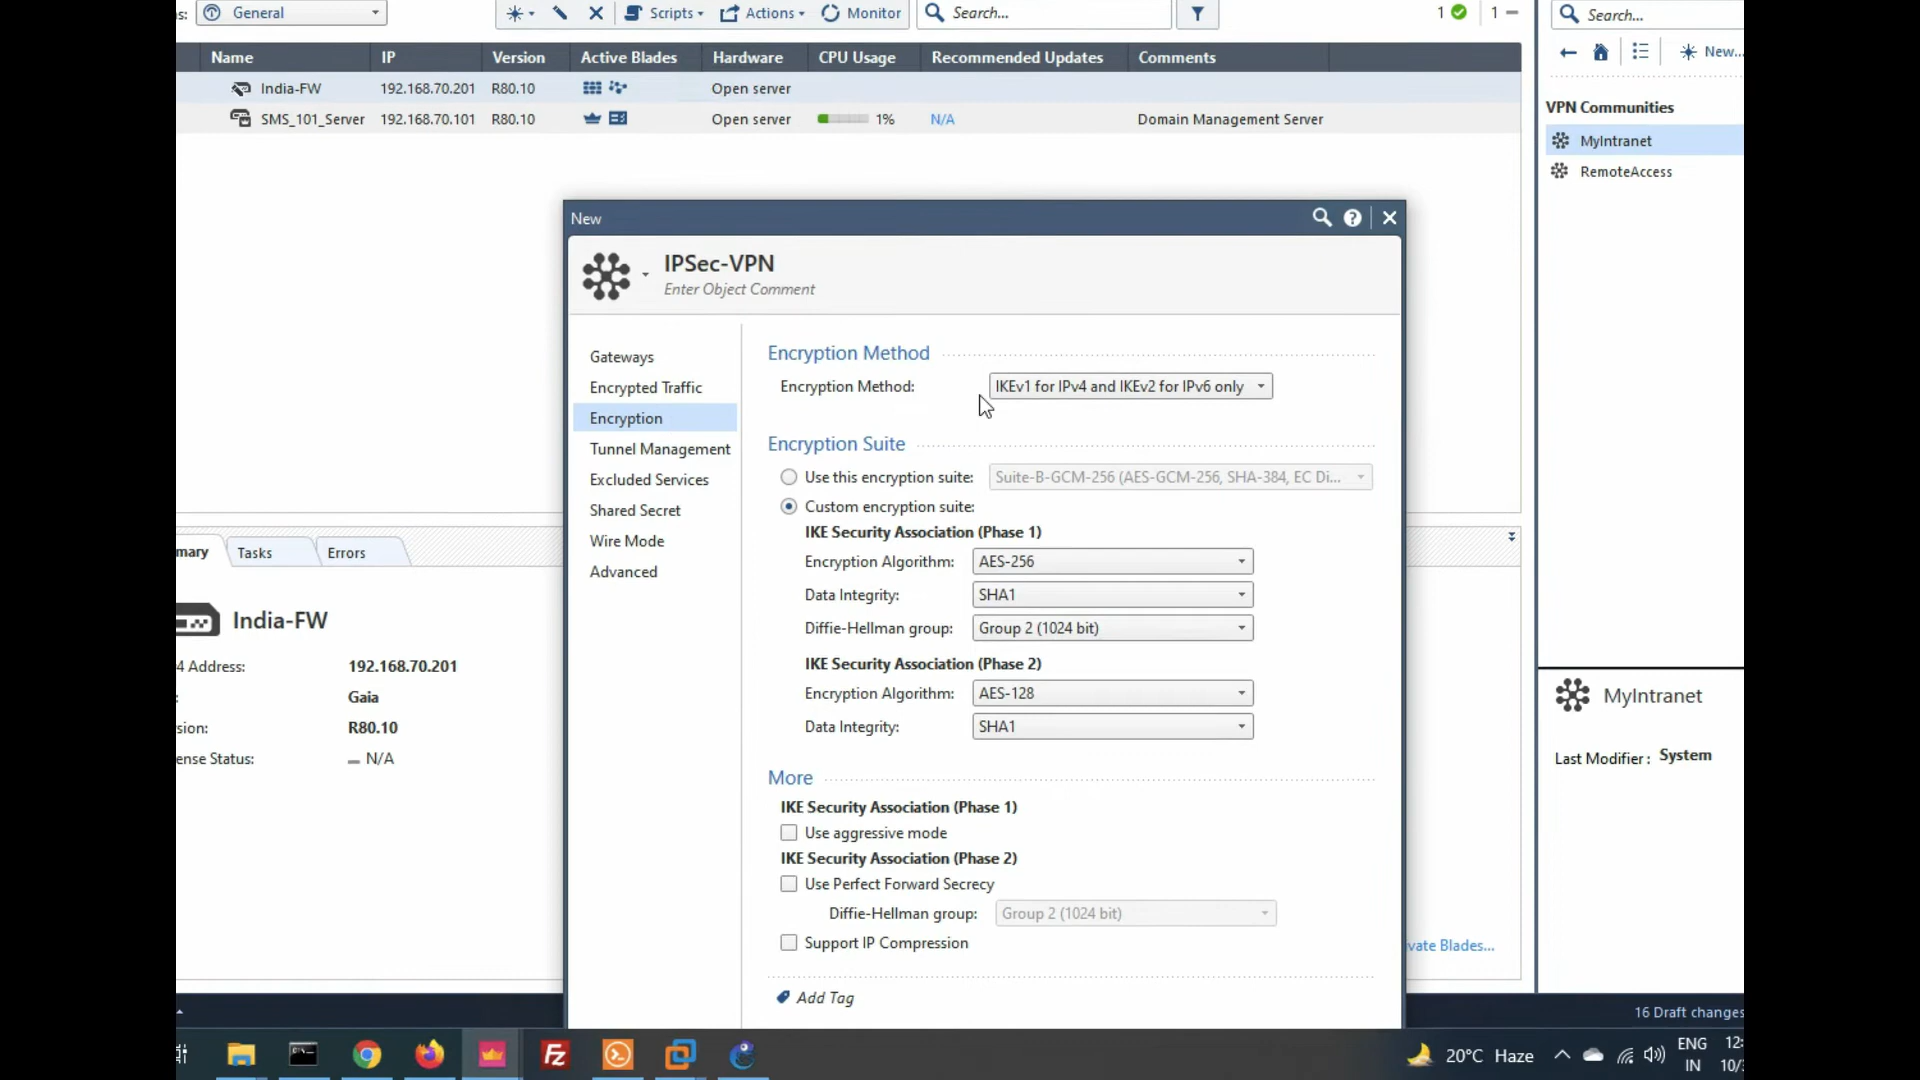 s:
General
Scripts
Actions
Monitor
Search...
1
1
Search...
Name IP Version Active Blades Hardware CPU Usage Recommended Updates Comments
India-FW 192.168.70.201 R80.10 Open server
SMS_101_Server 192.168.70.101 R80.10 Open server 1% N/A Domain Management Server
New...
VPN Communities
MyIntranet
RemoteAccess
New
IPSec-VPN
Enter Object Comment
Gateways
Encrypted Traffic
Encryption
Tunnel Management
Excluded Services
Shared Secret
Wire Mode
Advanced
Encryption Method
Encryption Method: IKEv1 for IPv4 and IKEv2 for IPv6 only
Encryption Suite
Use this encryption suite: Suite-B-GCM-256 (AES-GCM-256, SHA-384, EC Di...
Custom encryption suite:
IKE Security Association (Phase 1)
Encryption Algorithm: AES-256
Data Integrity: SHA1
Diffie-Hellman group: Group 2 (1024 bit)
IKE Security Association (Phase 2)
Encryption Algorithm: AES-128
Data Integrity: SHA1
More
IKE Security Association (Phase 1)
Use aggressive mode
IKE Security Association (Phase 2)
Use Perfect Forward Secrecy
Diffie-Hellman group: Group 2 (1024 bit)
Support IP Compression
Add Tag
mary
Tasks
Errors
India-FW
4 Address: 192.168.70.201
: Gaia
sion: R80.10
ense Status: N/A
vate Blades...
MyIntranet
Last Modifier : System
16 Draft changes
20°C Haze
ENG
IN
12:
10/